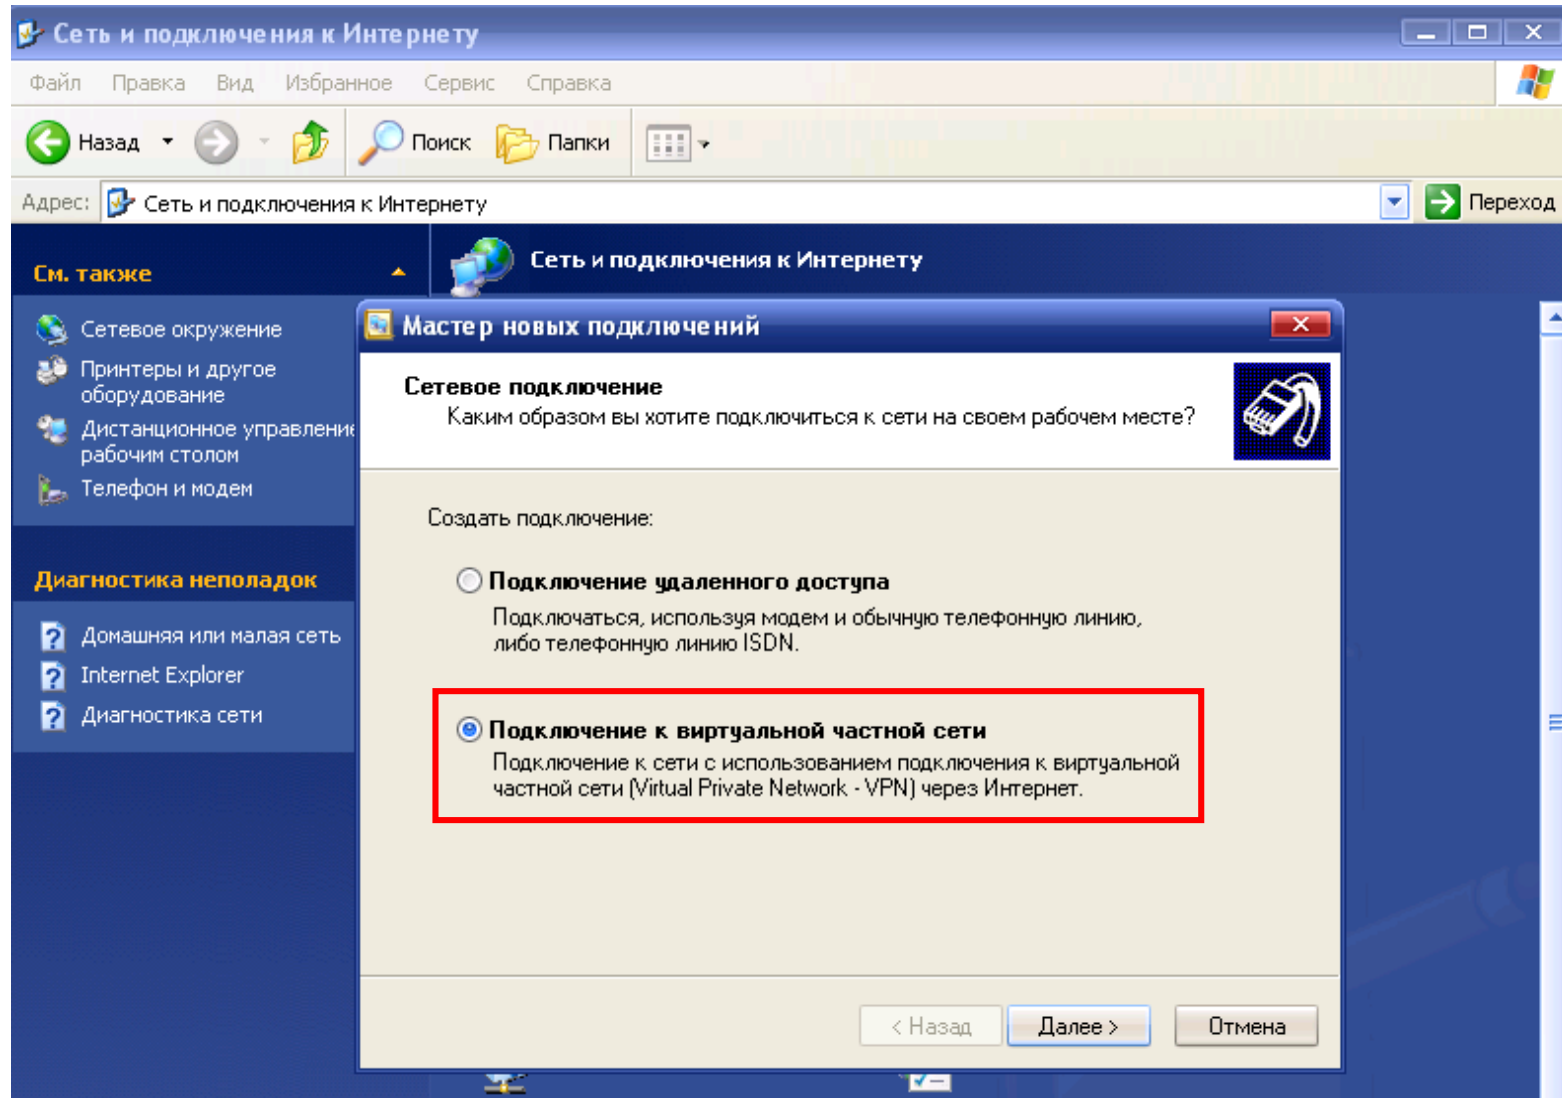 Сеть и подключения к Интернету
Файл Правка Вид Избранное Сервис Справка
Назад Поиск Папки
Адрес: Сеть и подключения к Интернету Переход
См. также
Сетевое окружение
Принтеры и другое
оборудование
Дистанционное управление
рабочим столом
Телефон и модем
Диагностика неполадок
Домашняя или малая сеть
Internet Explorer
Диагностика сети
Сеть и подключения к Интернету
Мастер новых подключений
Сетевое подключение
Каким образом вы хотите подключиться к сети на своем рабочем месте?
Создать подключение:
Подключение удаленного доступа
Подключаться, используя модем и обычную телефонную линию,
либо телефонную линию ISDN.
Подключение к виртуальной частной сети
Подключение к сети с использованием подключения к виртуальной
частной сети (Virtual Private Network - VPN) через Интернет.
< Назад Далее > Отмена